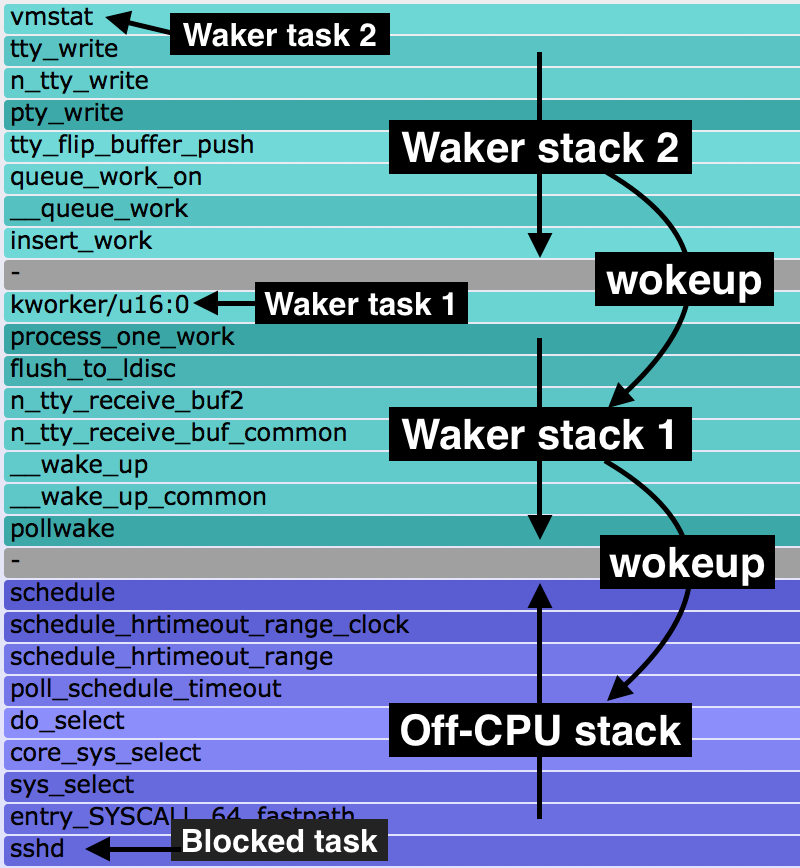 vmstat
Waker task 2
tty_write
n_tty_write
pty_write
tty_flip_buffer_push
Waker stack 2
queue_work_on
__queue_work
insert_work
-
wokeup
kworker/u16:0
Waker task 1
process_one_work
flush_to_ldisc
n_tty_receive_buf2
n_tty_receive_buf_common
Waker stack 1
__wake_up
__wake_up_common
pollwake
-
wokeup
schedule
schedule_hrtimeout_range_clock
schedule_hrtimeout_range
poll_schedule_timeout
do_select
Off-CPU stack
core_sys_select
sys_select
entry_SYSCALL_64_fastpath
sshd
Blocked task